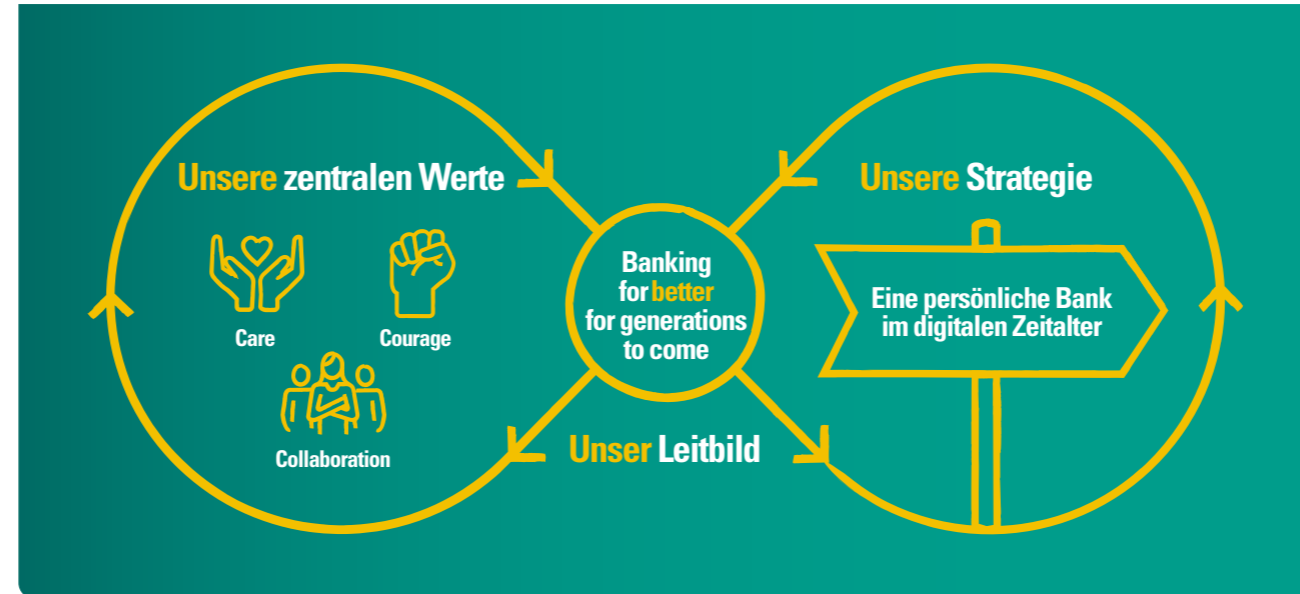 Unsere zentralen Werte
Care
Courage
Collaboration
Banking
for better
for generations
to come
Unser Leitbild
Unsere Strategie
Eine persönliche Bank
im digitalen Zeitalter